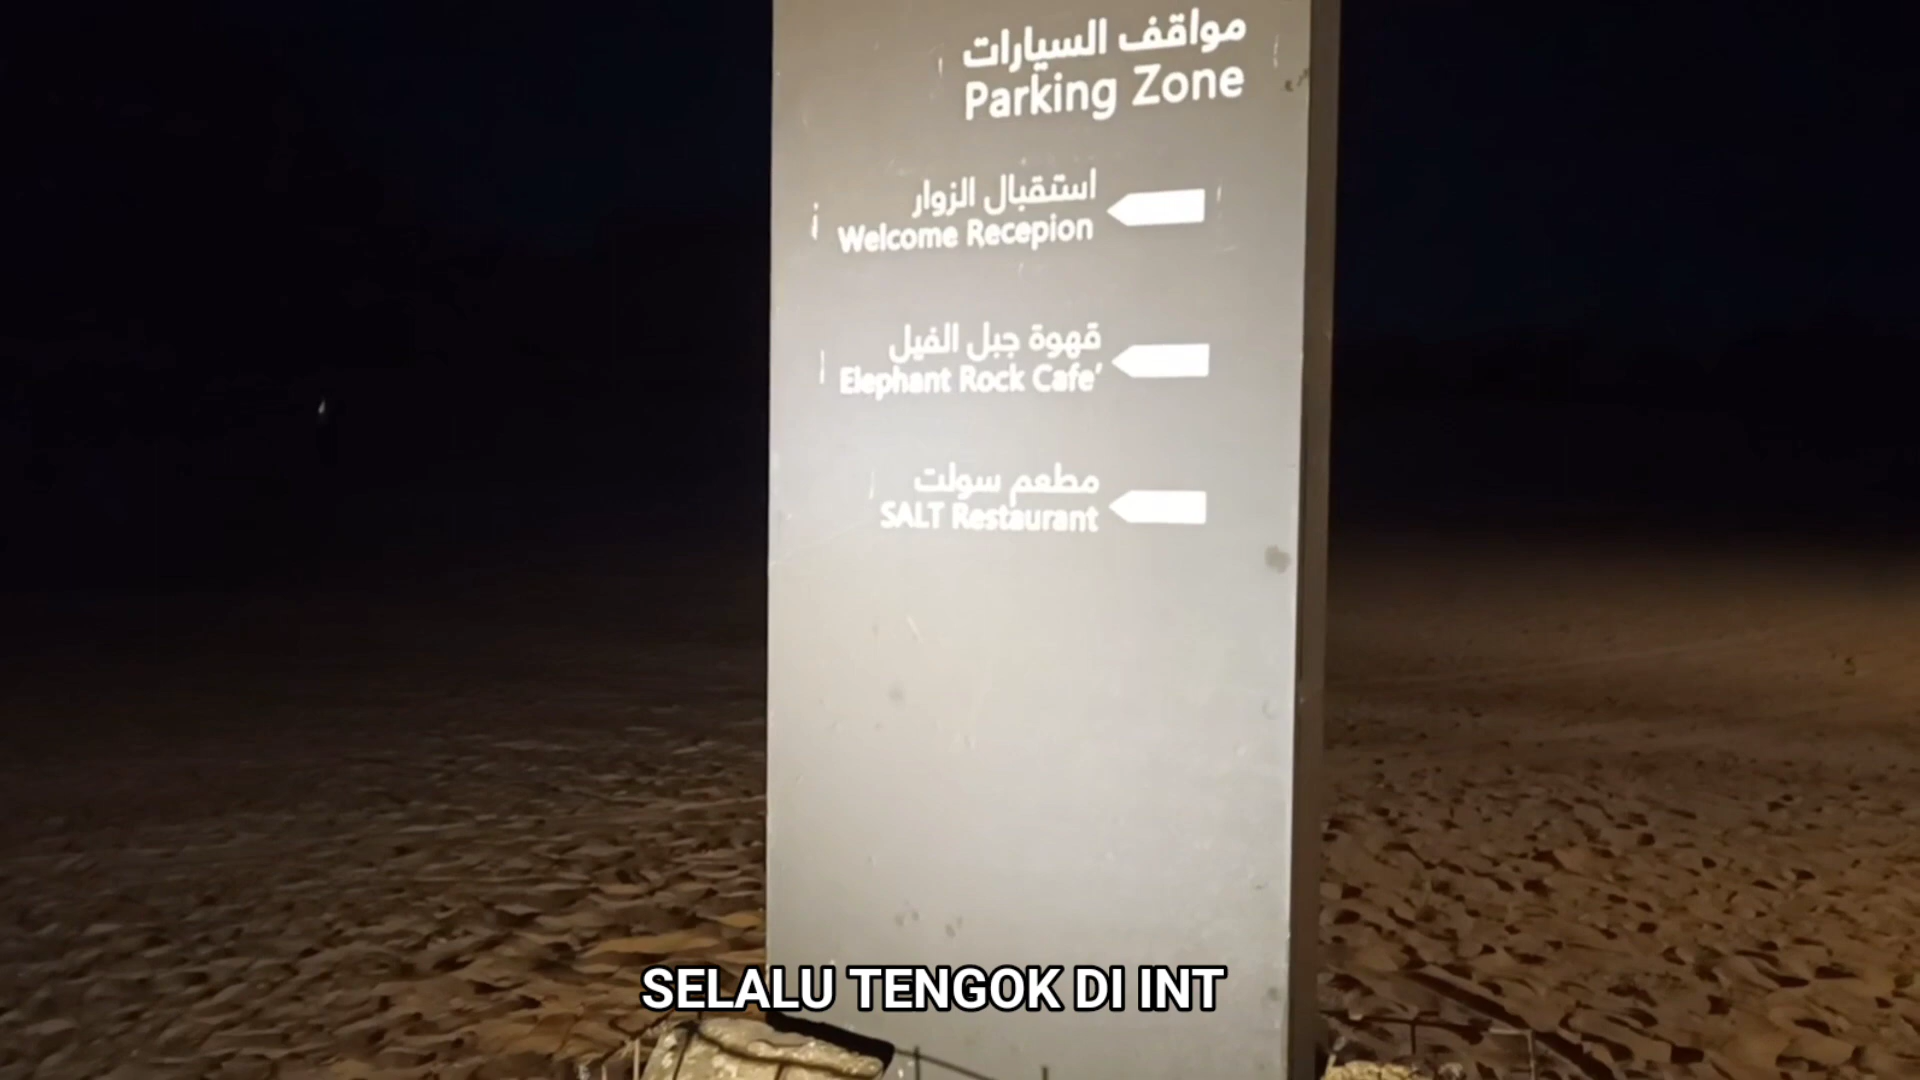 مواقف السيارات
Parking Zone
استقبال الزوار
Welcome Recepion
قهوة جبل الفيل
Elephant Rock Cafe'
مطعم سولت
SALT Restaurant
SELALU TENGOK DI INT